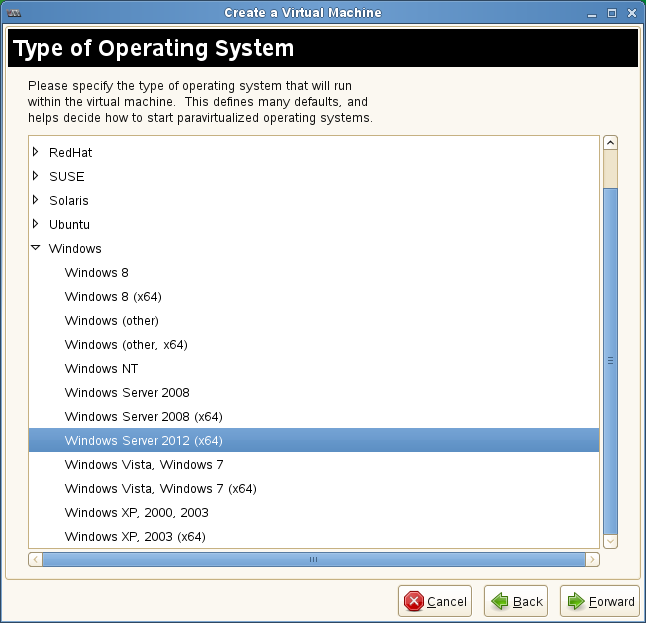 Create a Virtual Machine
Type of Operating System
Please specify the type of operating system that will run
within the virtual machine.  This defines many defaults, and
helps decide how to start paravirtualized operating systems.
RedHat
SUSE
Solaris
Ubuntu
Windows
Windows 8
Windows 8 (x64)
Windows (other)
Windows (other, x64)
Windows NT
Windows Server 2008
Windows Server 2008 (x64)
Windows Server 2012 (x64)
Windows Vista, Windows 7
Windows Vista, Windows 7 (x64)
Windows XP, 2000, 2003
Windows XP, 2003 (x64)
Cancel
Back
Forward